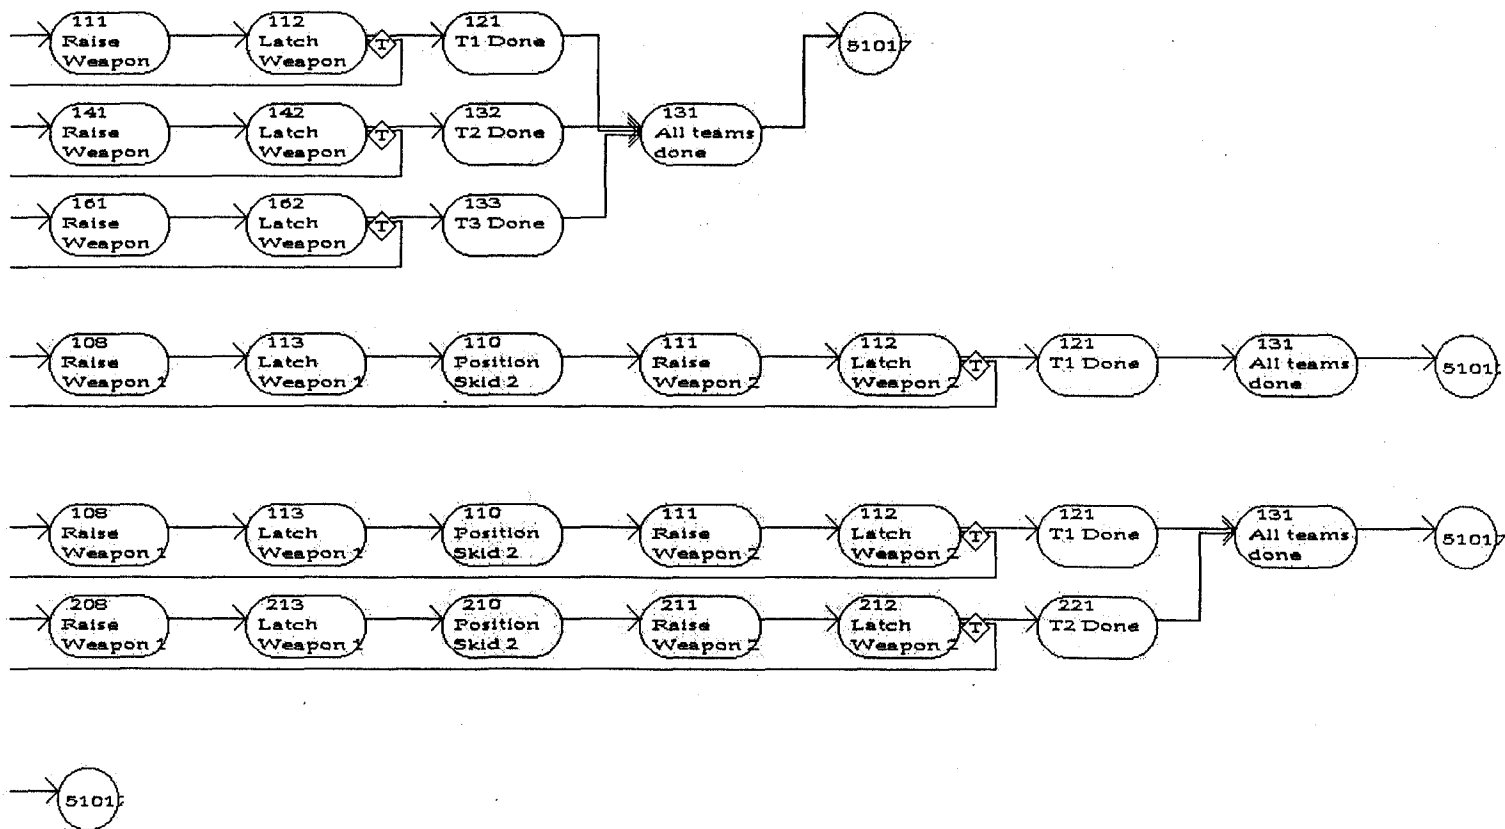 111
Raise
Weapon
112
Latch
Weapon
T
121
T1 Done
51017
141
Raise
Weapon
142
Latch
Weapon
T
132
T2 Done
131
All teams
done
161
Raise
Weapon
162
Latch
Weapon
T
133
T3 Done
108
Raise
Weapon 1
113
Latch
Weapon 1
110
Position
Skid 2
111
Raise
Weapon 2
112
Latch
Weapon 2
T
121
T1 Done
131
All teams
done
108
Raise
Weapon 1
113
Latch
Weapon 1
110
Position
Skid 2
111
Raise
Weapon 2
112
Latch
Weapon 2
T
121
T1 Done
131
All teams
done
51017
208
Raise
Weapon 1
213
Latch
Weapon 1
210
Position
Skid 2
211
Raise
Weapon 2
212
Latch
Weapon 2
T
221
T2 Done